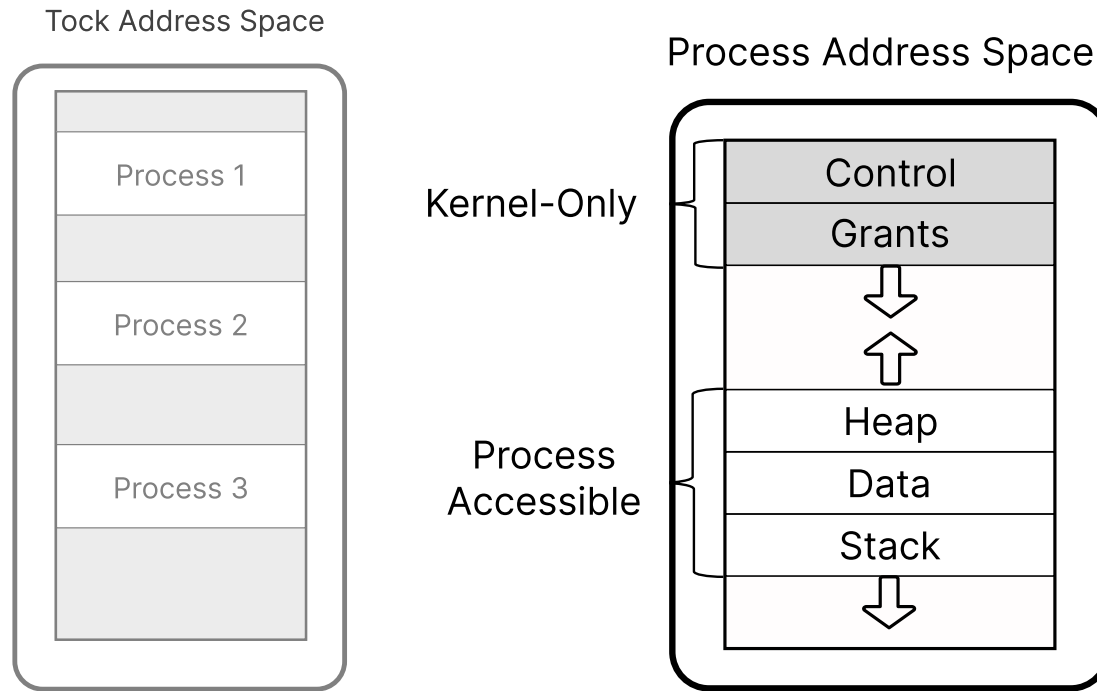 Tock Address Space
Process 1
Process 2
Process 3
Process Address Space
Kernel-Only
Control
Grants
Process
Accessible
Heap
Data
Stack